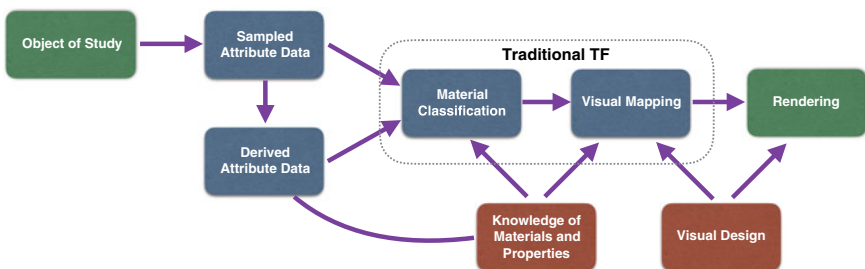 Object of Study
Sampled
Attribute Data
Traditional TF
Material
Classification
Visual Mapping
Rendering
Derived
Attribute Data
Knowledge of
Materials and
Properties
Visual Design